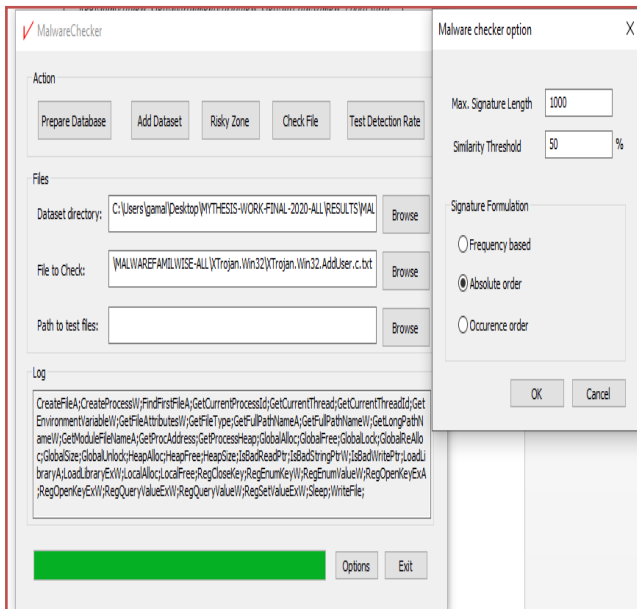 MalwareChecker
Action
Prepare Database
Add Dataset
Risky Zone
Check File
Test Detection Rate
Files
Dataset directory:
C:\Users\gamal\Desktop\MYTHESIS-WORK-FINAL-2020-ALL\RESULTS\MAL
Browse
File to Check:
\MALWAREFAMILWISE-ALL\XTrojan.Win32\XTrojan.Win32.AddUser.c.txt
Browse
Path to test files:
Browse
Log
CreateFileA;CreateProcessW;FindFirstFileA;GetCurrentProcessId;GetCurrentThread;GetCurrentThreadId;Get
EnvironmentVariableW;GetFileAttributesW;GetFileType;GetFullPathNameA;GetFullPathNameW;GetLongPathN
ameW;GetModuleFileNameA;GetProcAddress;GetProcessHeap;GlobalAlloc;GlobalFree;GlobalLock;GlobalReAllo
c;GlobalSize;GlobalUnlock;HeapAlloc;HeapFree;HeapSize;IsBadReadPtr;IsBadStringPtrW;IsBadWritePtr;LoadLi
braryA;LoadLibraryExW;LocalAlloc;LocalFree;RegCloseKey;RegEnumKeyW;RegEnumValueW;RegOpenKeyExA
;RegOpenKeyExW;RegQueryValueExW;RegQueryValueW;RegSetValueExW;Sleep;WriteFile;
Options
Exit
Malware checker option
X
Max. Signature Length
1000
Similarity Threshold
50
%
Signature Formulation
Frequency based
Absolute order
Occurence order
OK
Cancel